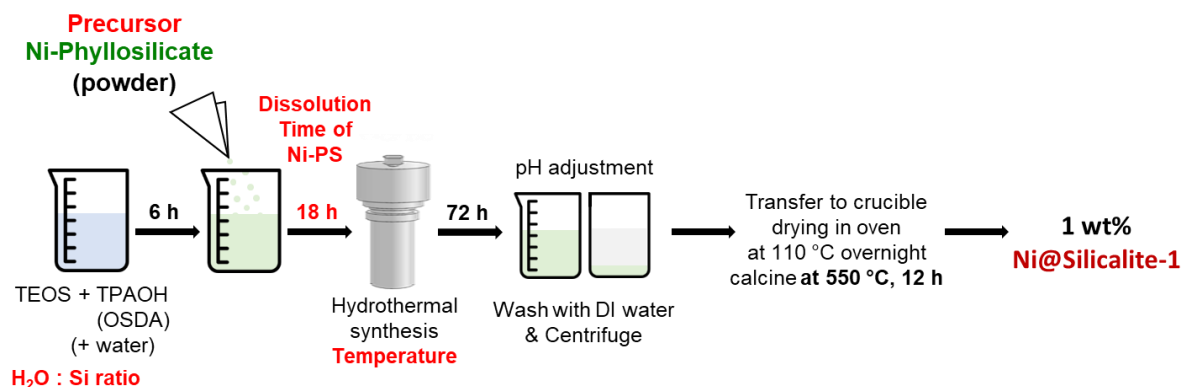 Precursor
Ni-Phyllosilicate
(powder)
Dissolution
Time of
Ni-PS
6 h
18 h
72 h
TEOS + TPAOH
(OSDA)
(+ water)
H₂O : Si ratio
Hydrothermal
synthesis
Temperature
pH adjustment
Wash with DI water
& Centrifuge
Transfer to crucible
drying in oven
at 110 °C overnight
calcine at 550 °C, 12 h
1 wt%
Ni@Silicalite-1